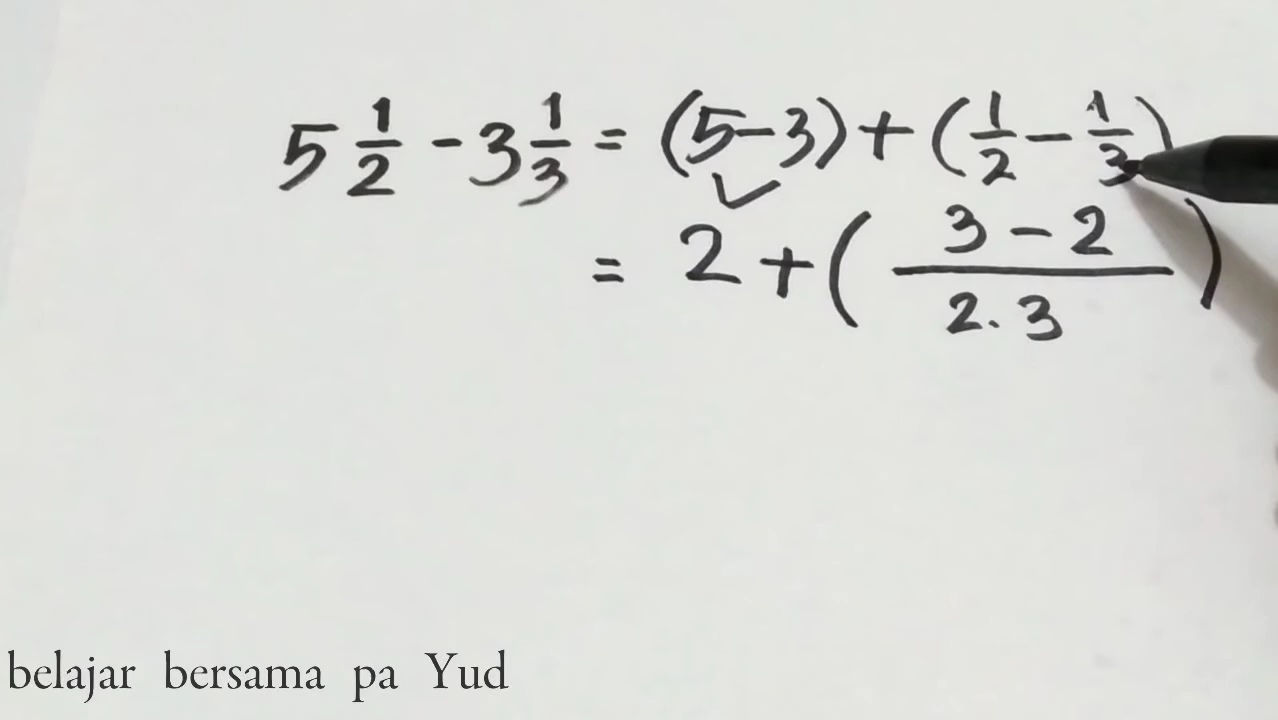 5 1/2 - 3 1/3 = (5-3) + (1/2 - 1/3)
= 2 + ( 3 - 2 / 2.3 )
belajar bersama pa Yud